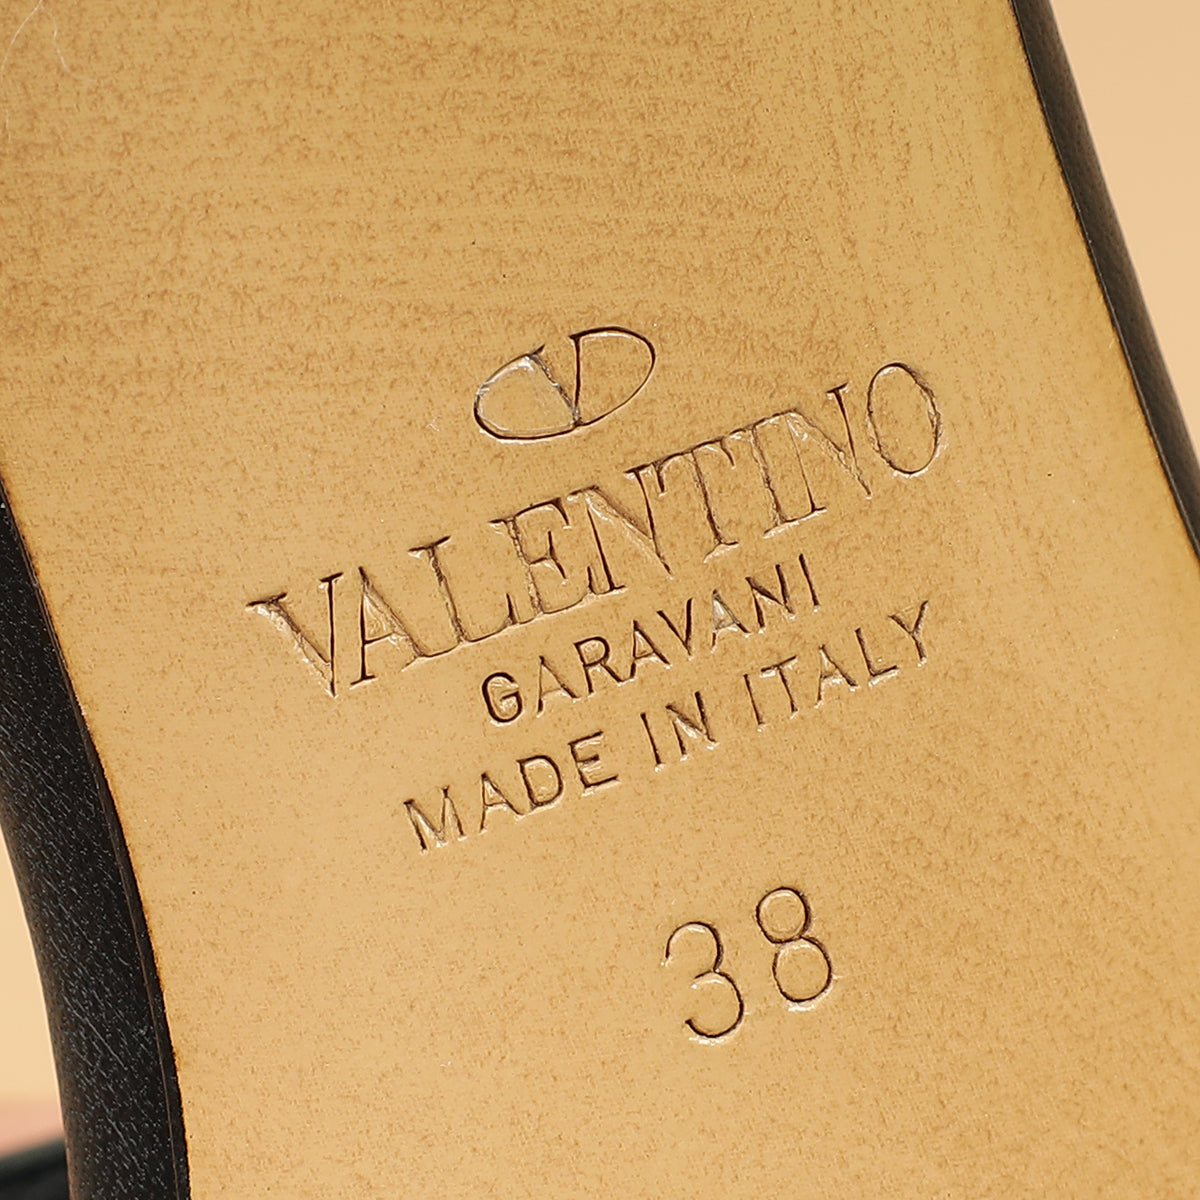 V
VALENTINO
GARAVANI
MADE IN ITALY
38